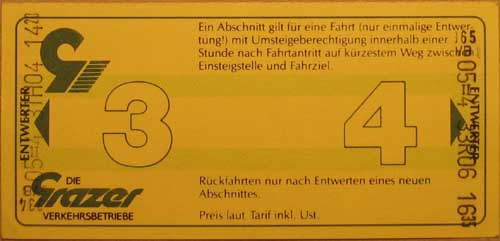 Ein Abschnitt gilt für eine Fahrt (nur einmalige Entwer-
tung!) mit Umsteigeberechtigung innerhalb einer
Stunde nach Fahrtantritt auf kürzestem Weg zwischen
Einsteigstelle und Fahrziel.
ENTWERTER
3
4
ENTWERTER
DIE
Grazer
VERKEHRSBETRIEBE
Rückfahrten nur nach Entwerten eines neuen
Abschnittes.
Preis laut Tarif inkl. Ust.